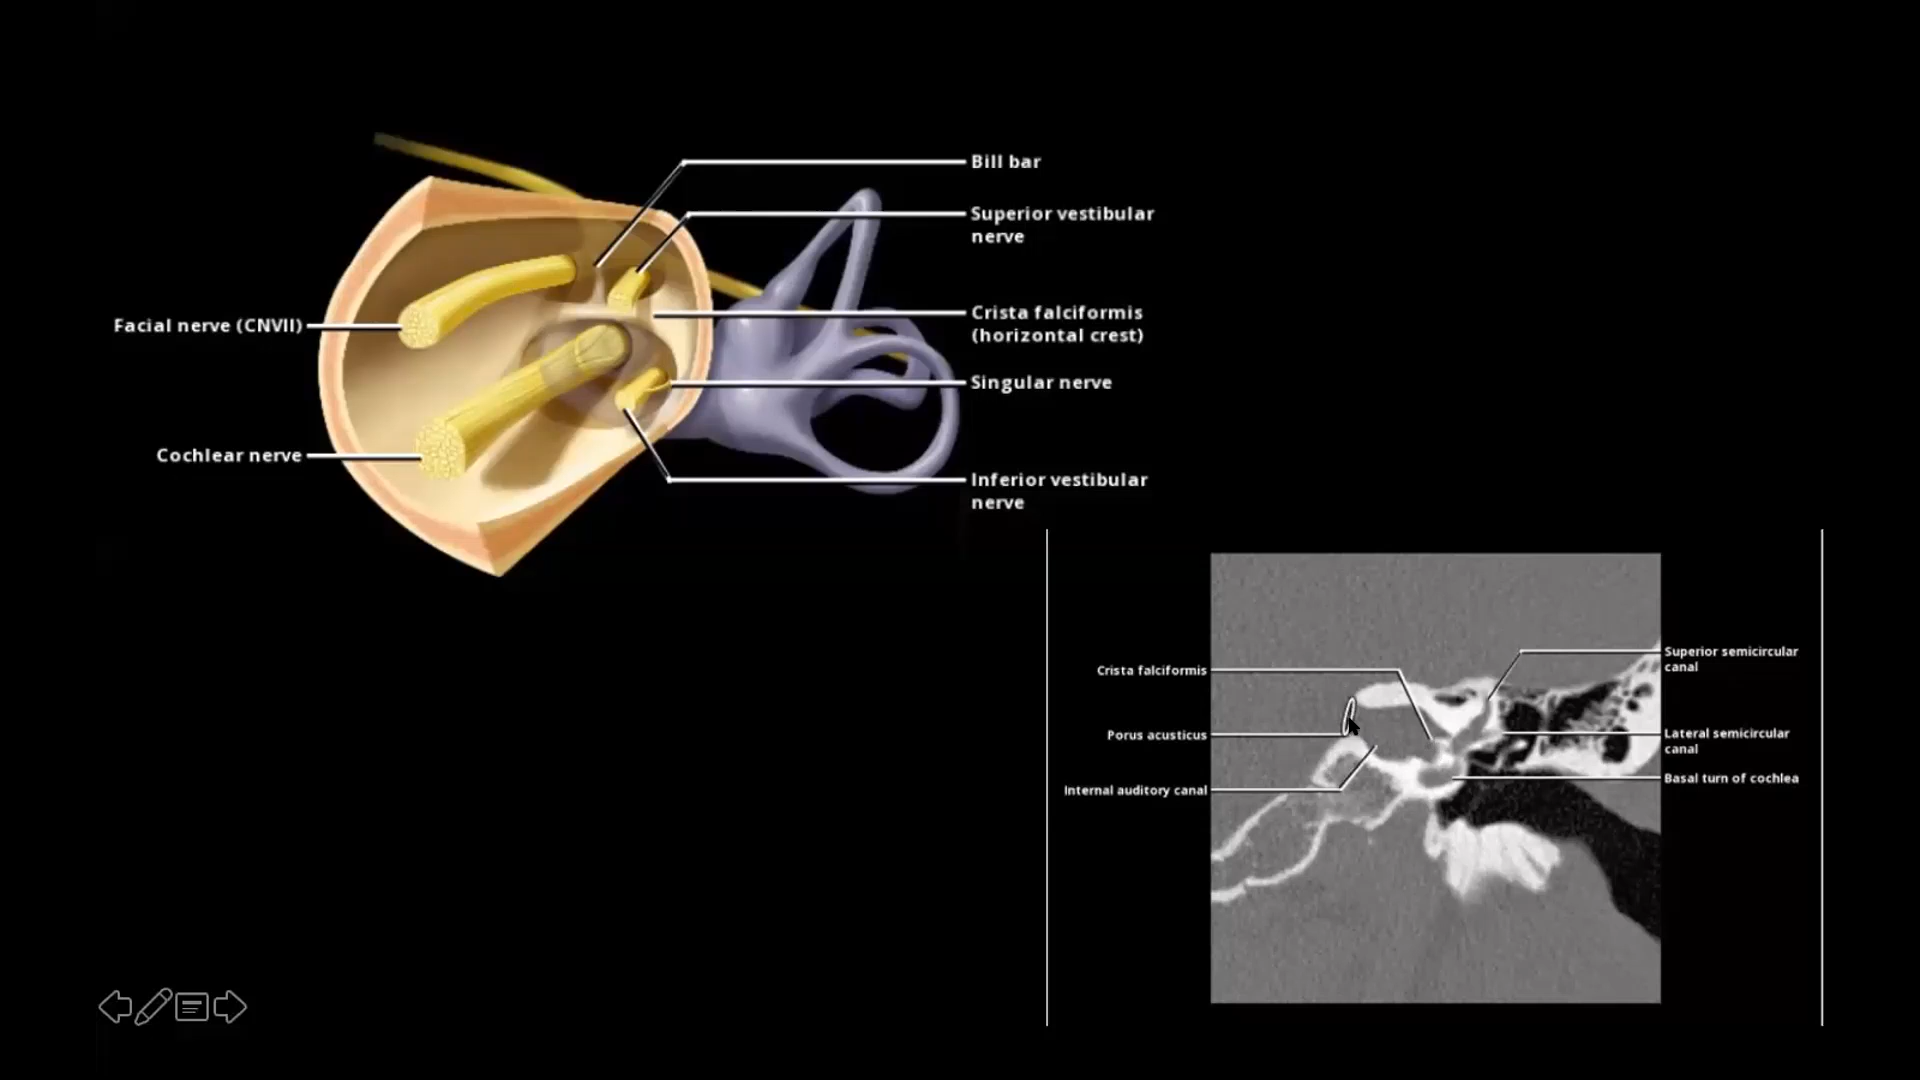 Bill bar
Superior vestibular
nerve
Facial nerve (CNVII)
Crista falciformis
(horizontal crest)
Singular nerve
Cochlear nerve
Inferior vestibular
nerve
Crista falciformis
Porus acusticus
Internal auditory canal
Superior semicircular
canal
Lateral semicircular
canal
Basal turn of cochlea